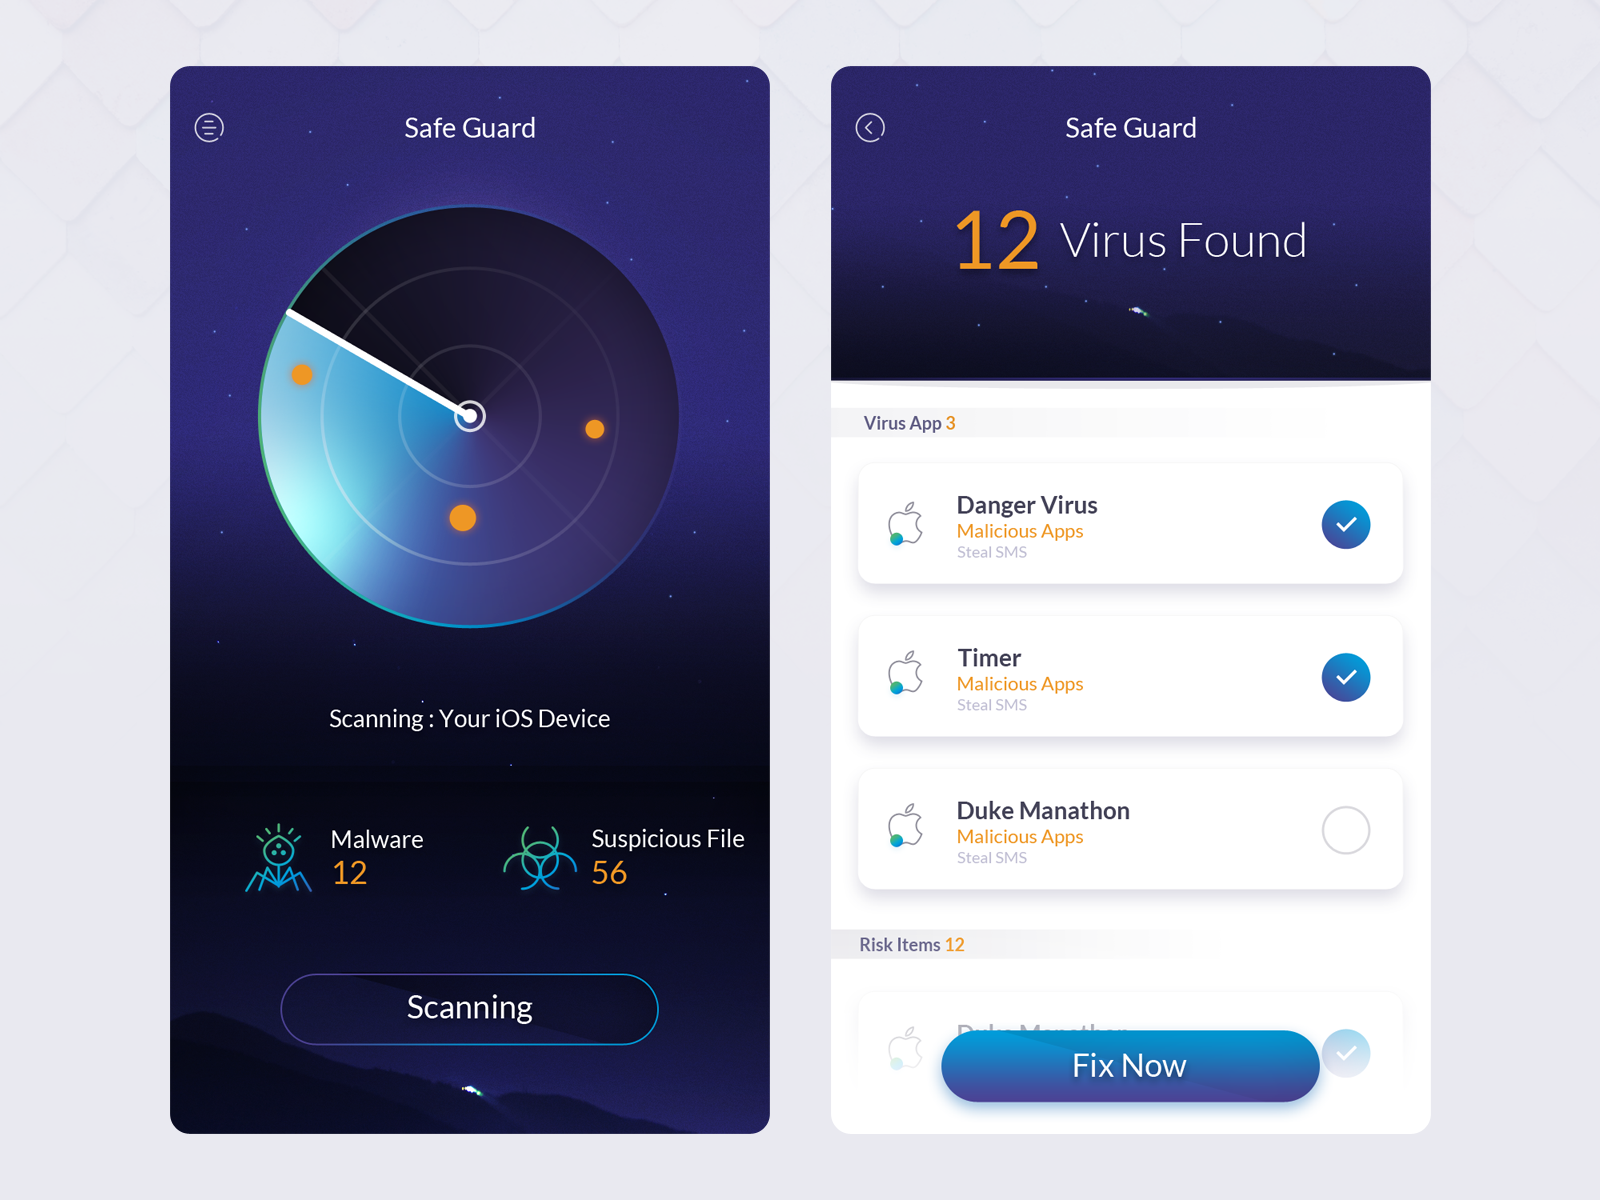 Safe Guard
Scanning : Your iOS Device
Malware
12
Suspicious File
56
Scanning
Safe Guard
12 Virus Found
Virus App 3
Danger Virus
Malicious Apps
Steal SMS
Timer
Malicious Apps
Steal SMS
Duke Manathon
Malicious Apps
Steal SMS
Risk Items 12
Duke Manathon
Fix Now